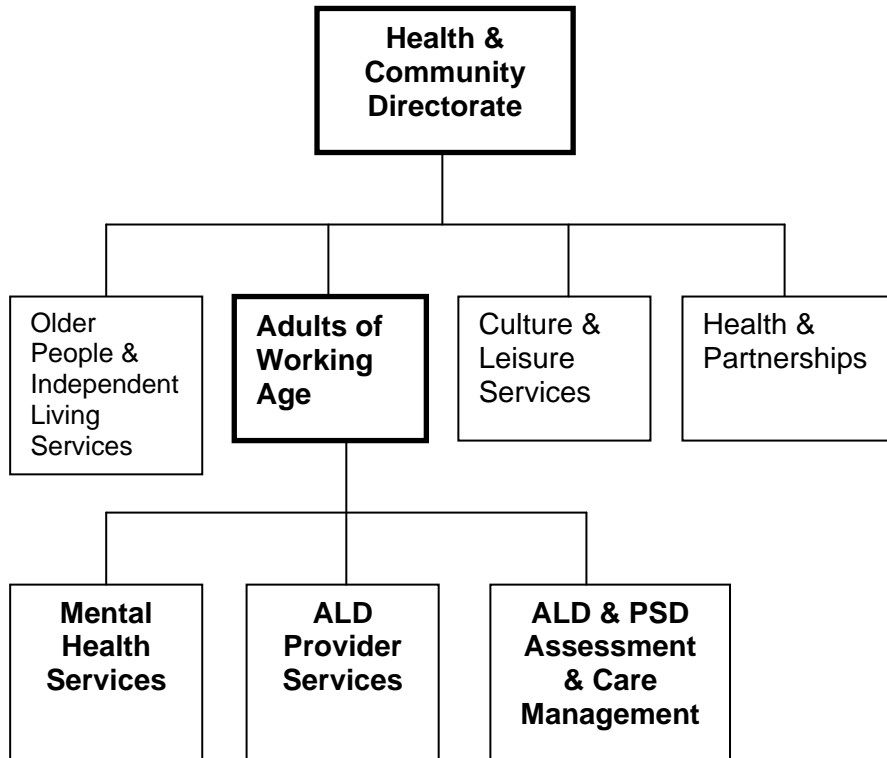 Health &
Community
Directorate
Older
People &
Independent
Living
Services
Adults of
Working
Age
Culture &
Leisure
Services
Health &
Partnerships
Mental
Health
Services
ALD
Provider
Services
ALD & PSD
Assessment
& Care
Management